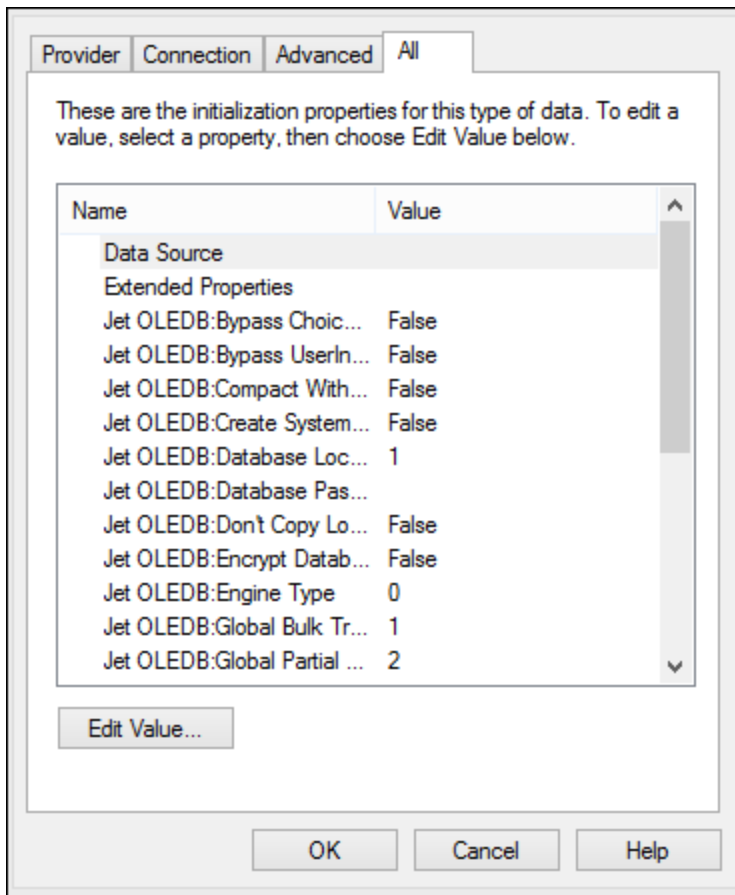 Provider Connection Advanced All
These are the initialization properties for this type of data. To edit a
value, select a property, then choose Edit Value below.
Name Value
Data Source
Extended Properties
Jet OLEDB:Bypass Choic... False
Jet OLEDB:Bypass UserIn... False
Jet OLEDB:Compact With... False
Jet OLEDB:Create System... False
Jet OLEDB:Database Loc... 1
Jet OLEDB:Database Pas...
Jet OLEDB:Don't Copy Lo... False
Jet OLEDB:Encrypt Datab... False
Jet OLEDB:Engine Type 0
Jet OLEDB:Global Bulk Tr... 1
Jet OLEDB:Global Partial ... 2
Edit Value...
OK Cancel Help